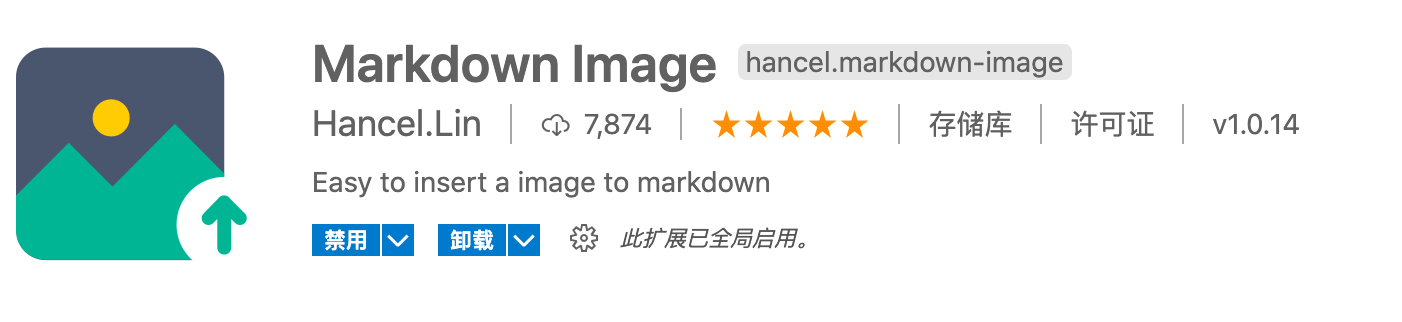 Markdown Image hancel.markdown-image
Hancel.Lin 7,874 存储库 许可证 v1.0.14
Easy to insert a image to markdown
禁用 卸载 此扩展已全局启用。